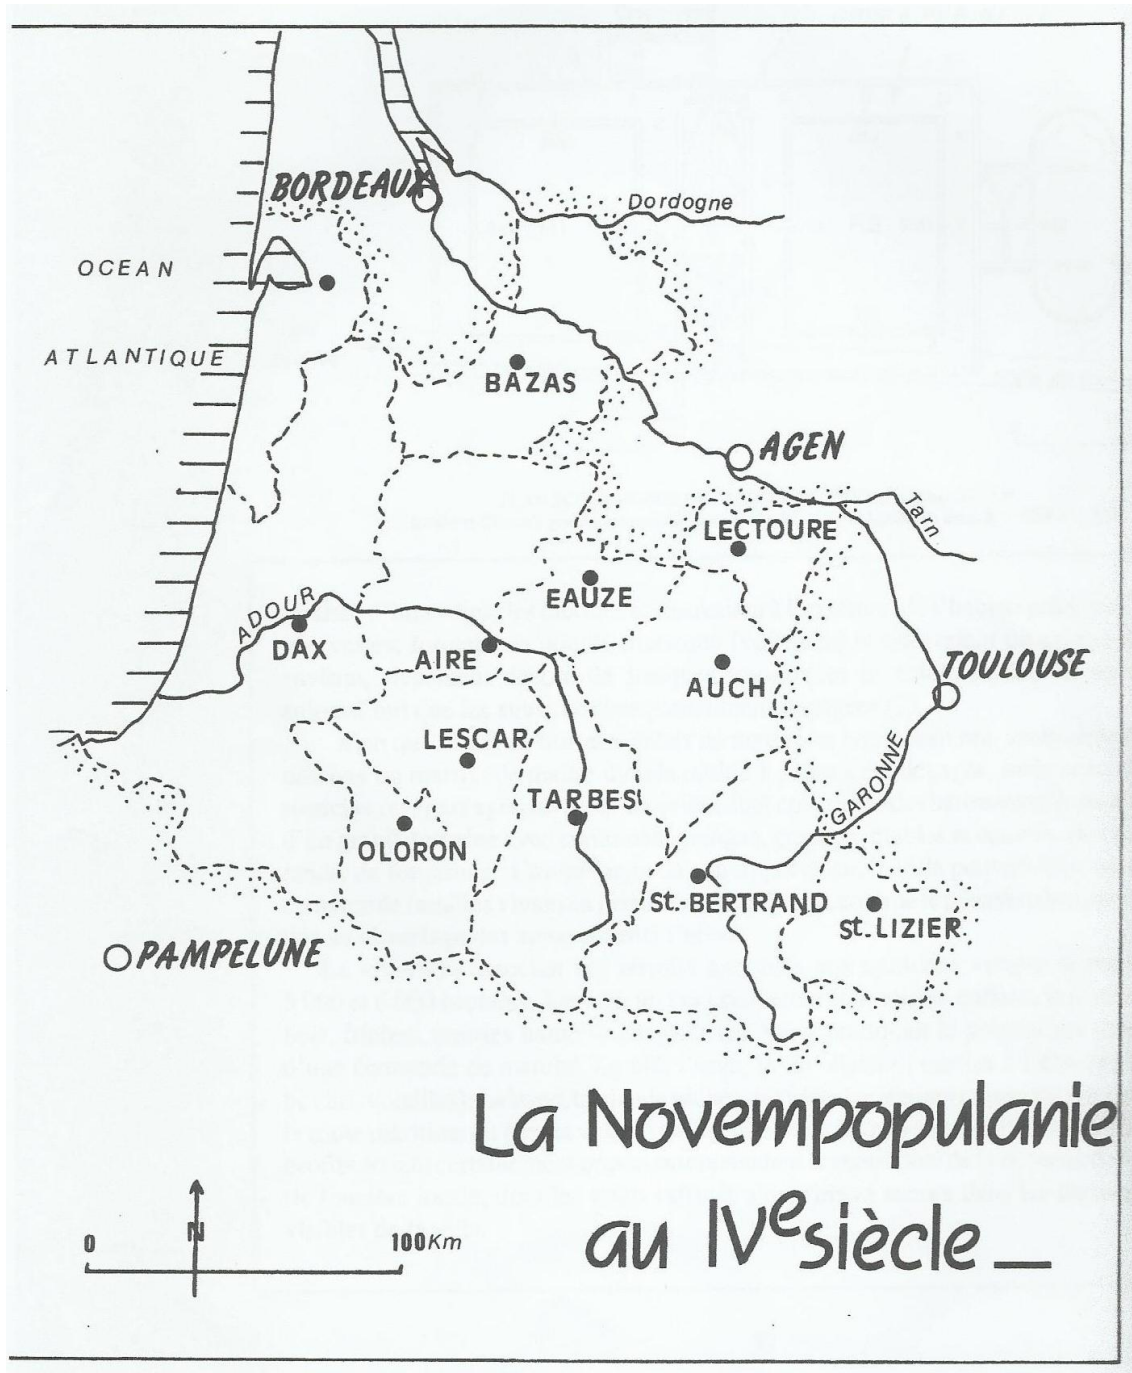 BORDEAUX
Dordogne
OCEAN
ATLANTIQUE
BAZAS
AGEN
Tarn
LECTOURE
EAUZE
ADOUR
DAX
AIRE
AUCH
TOULOUSE
LESCAR
GARONNE
TARBES
OLORON
St.-BERTRAND
St. LIZIER
PAMPELUNE
La Novempopulanie
au IVe siècle
N
0 100 Km